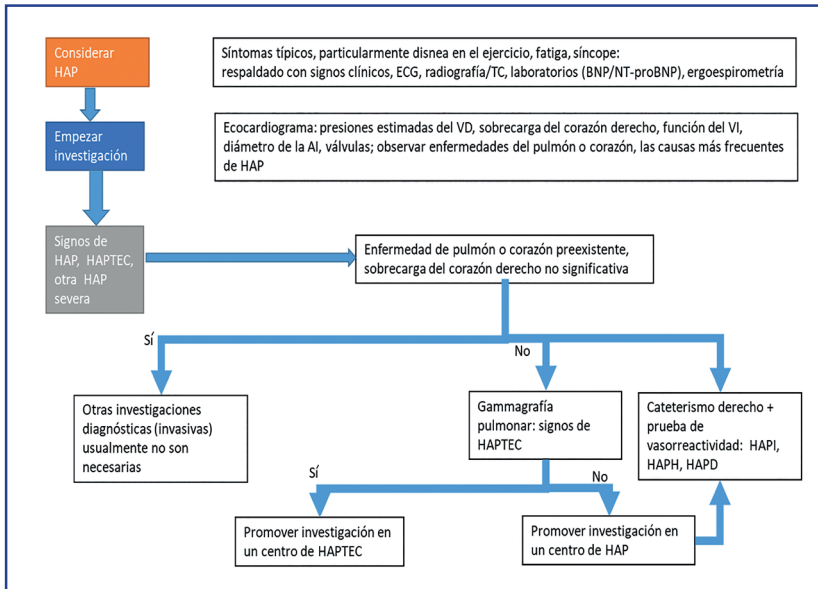 Considerar
HAP
Síntomas típicos, particularmente disnea en el ejercicio, fatiga, síncope:
respaldado con signos clínicos, ECG, radiografía/TC, laboratorios (BNP/NT-proBNP), ergoespirometría
Empezar
investigación
Ecocardiograma: presiones estimadas del VD, sobrecarga del corazón derecho, función del VI,
diámetro de la AI, válvulas; observar enfermedades del pulmón o corazón, las causas más frecuentes
de HAP
Signos de
HAP, HAPTEC,
otra HAP
severa
Enfermedad de pulmón o corazón preexistente,
sobrecarga del corazón derecho no significativa
Sí
No
Otras investigaciones
diagnósticas (invasivas)
usualmente no son
necesarias
Gammagrafía
pulmonar: signos de
HAPTEC
Cateterismo derecho +
prueba de
vasorreactividad: HAPI,
HAPH, HAPD
Sí
No
Promover investigación en
un centro de HAPTEC
Promover investigación en
un centro de HAP